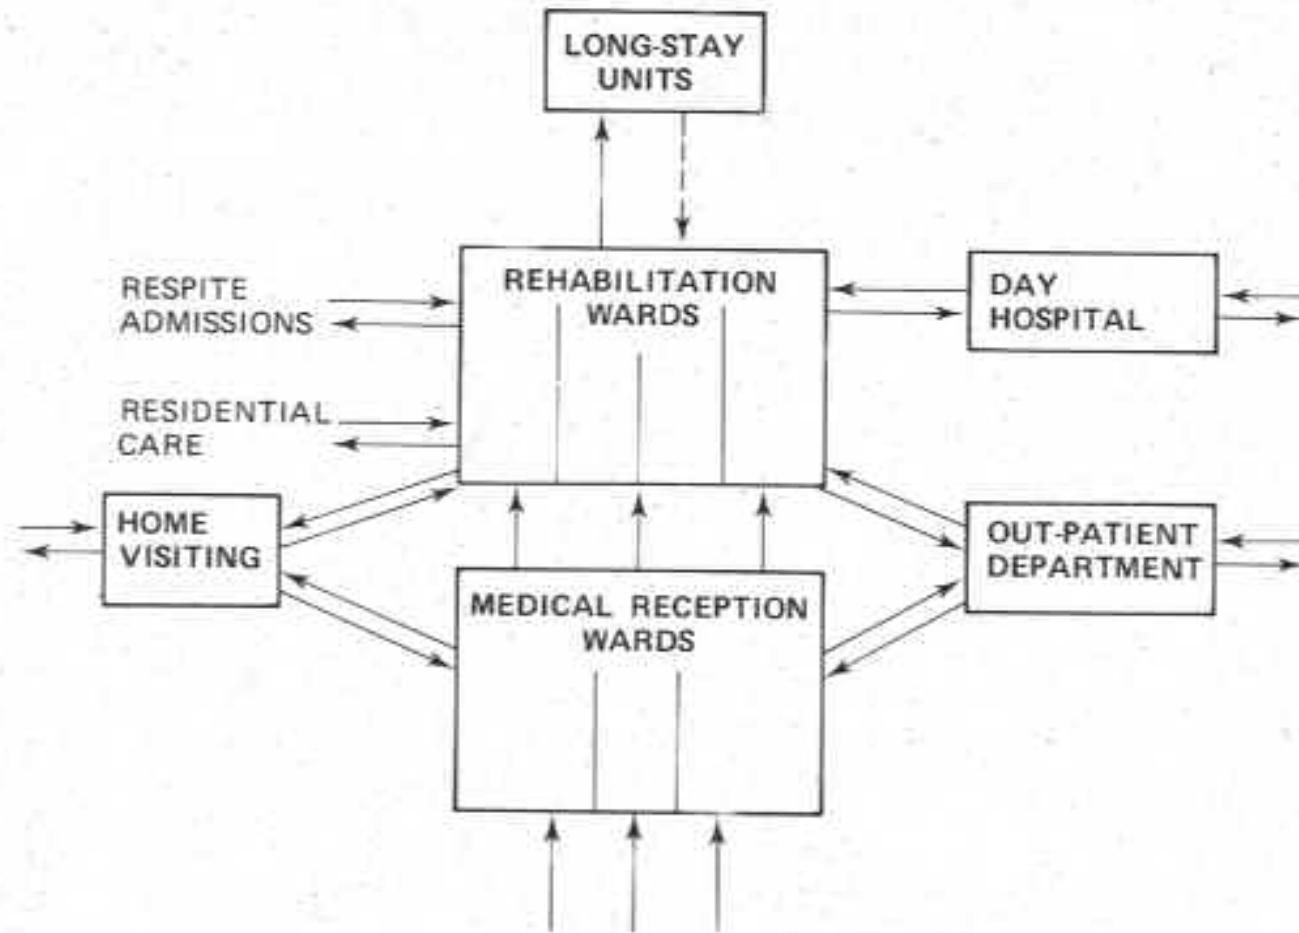 LONG-STAY
UNITS
REHABILITATION
WARDS
RESPITE
ADMISSIONS
DAY
HOSPITAL
RESIDENTIAL
CARE
HOME
VISITING
OUT-PATIENT
DEPARTMENT
MEDICAL RECEPTION
WARDS